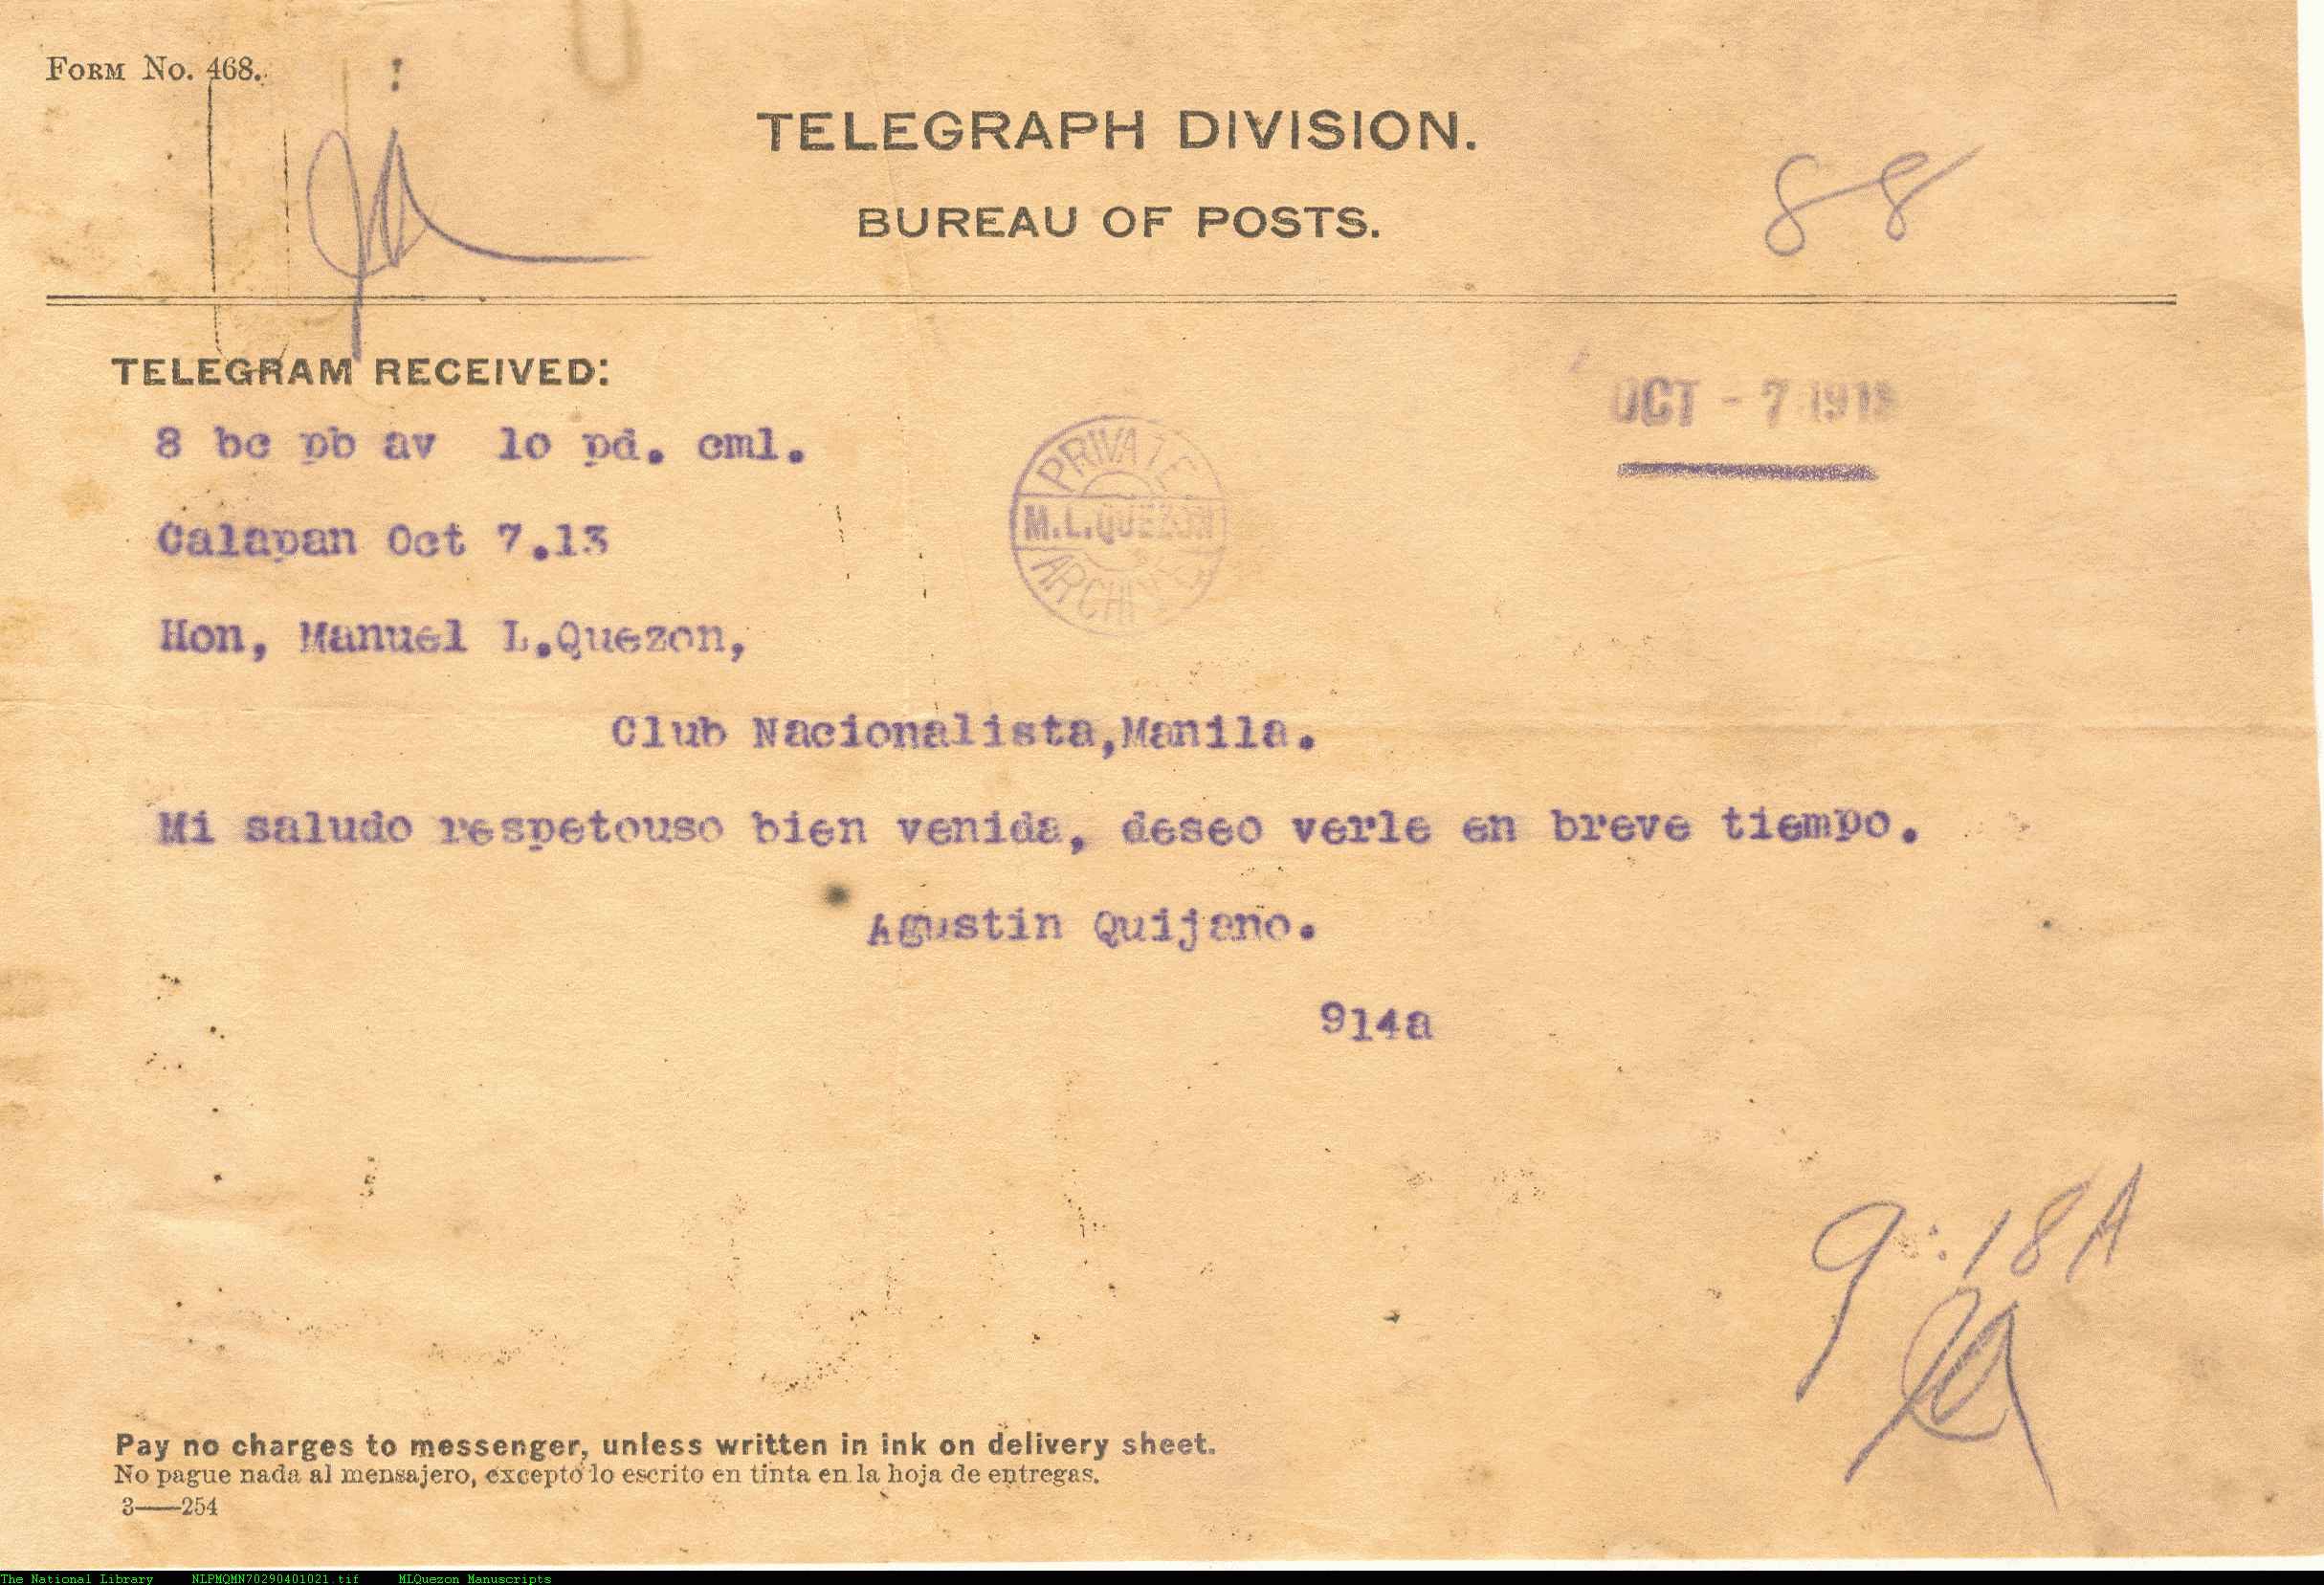 FORM No. 468.
TELEGRAPH DIVISION.
BUREAU OF POSTS.
88
TELEGRAM RECEIVED:
OCT - 7 1913
8 bc pb av lo pd. cml.
PRIVATE
M.L.QUEZON
ARCHIVES
Calapan Oct 7.13
Hon, Manuel L.Quezon,
Club Nacionalista,Manila.
Mi saludo respetouso bien venida, deseo verle en breve tiempo.
Agustin Quijano.
914a
9:18A
Pay no charges to messenger, unless written in ink on delivery sheet.
No pague nada al mensajero, excepto lo escrito en tinta en la hoja de entregas.
3——254
The National Library NLPMQMN70290401021.tif MLQuezon Manuscripts